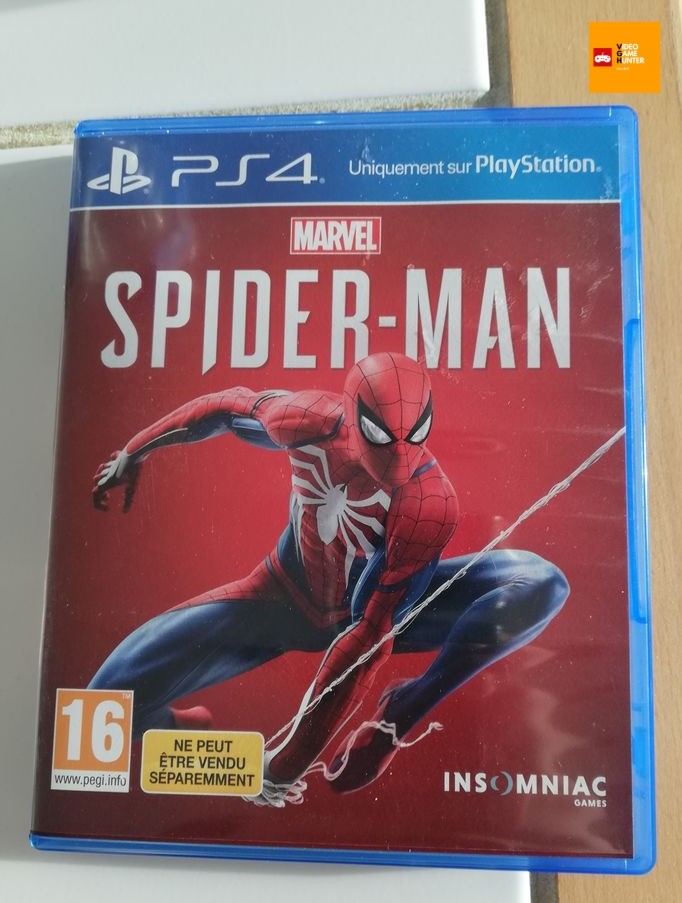 VIDEO
GAME
HUNTER
PS4
Uniquement sur PlayStation®
MARVEL
SPIDER-MAN
16
www.pegi.info
NE PEUT
ÊTRE VENDU
SÉPAREMMENT
INSOMNIAC
GAMES